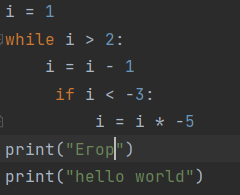 i = 1
while i > 2:
    i = i - 1
     if i < -3:
         i = i * -5
print("Егор")
print("hello world")